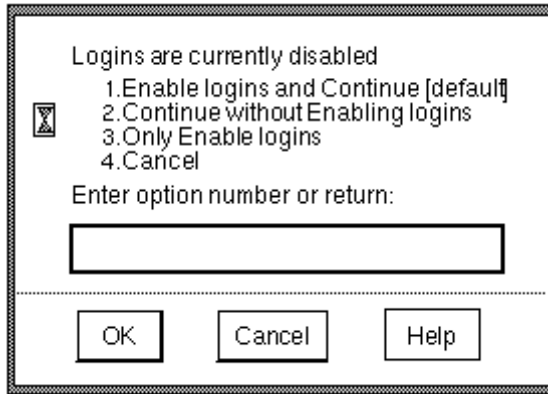 Logins are currently disabled
1.Enable logins and Continue [default]
2.Continue without Enabling logins
3.Only Enable logins
4.Cancel
Enter option number or return:
OK Cancel Help